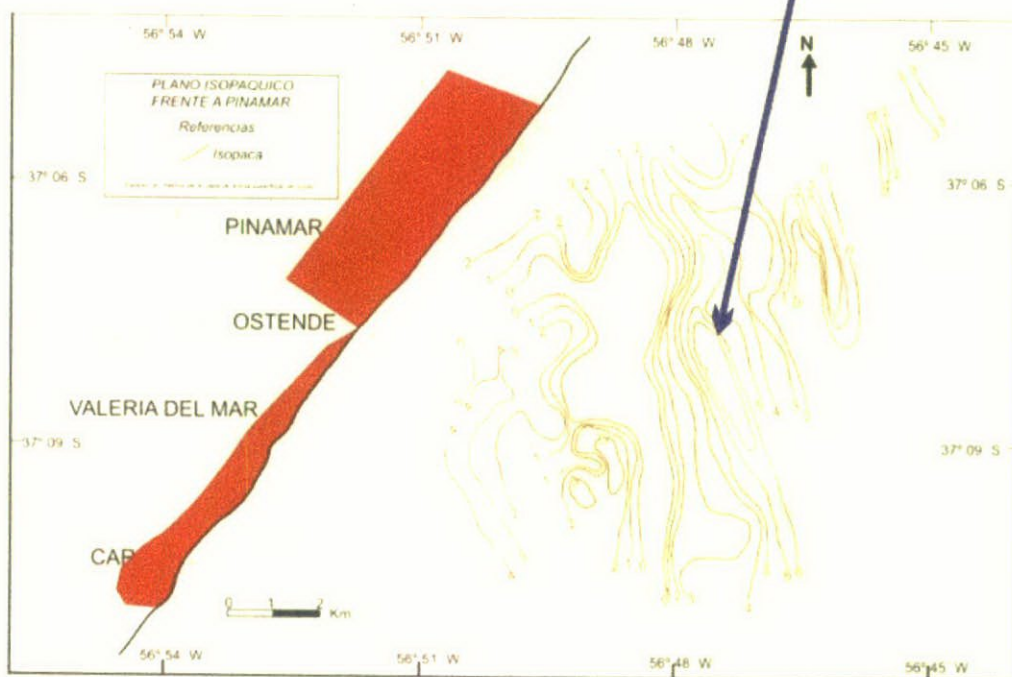 56° 54 W
56° 51 W
56° 48 W
56° 45 W
N
PLANO ISOPAQUICO
FRENTE A PINAMAR
Referencias
Isopaca
37° 06 S
37° 06 S
PINAMAR
OSTENDE
VALERIA DEL MAR
37° 09 S
37° 09 S
CAR
0 1 2
Km
56° 54 W
56° 51 W
56° 48 W
56° 45 W